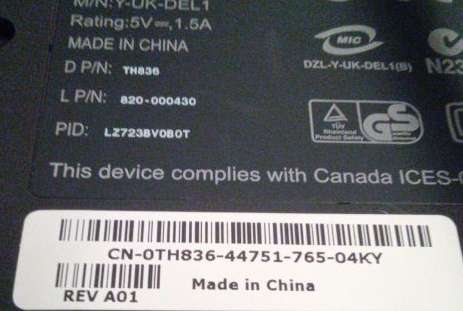 M/N:Y-UK-DEL1
Rating:5V⎓,1.5A
MADE IN CHINA
D P/N: TH836
L P/N: 820-000430
PID: LZ723BV0B0T
MIC
DZL-Y-UK-DEL1(B)
N23
TÜV
Rheinland
Product Safety
GS
This device complies with Canada ICES-
CN-0TH836-44751-765-04KY
Made in China
REV A01